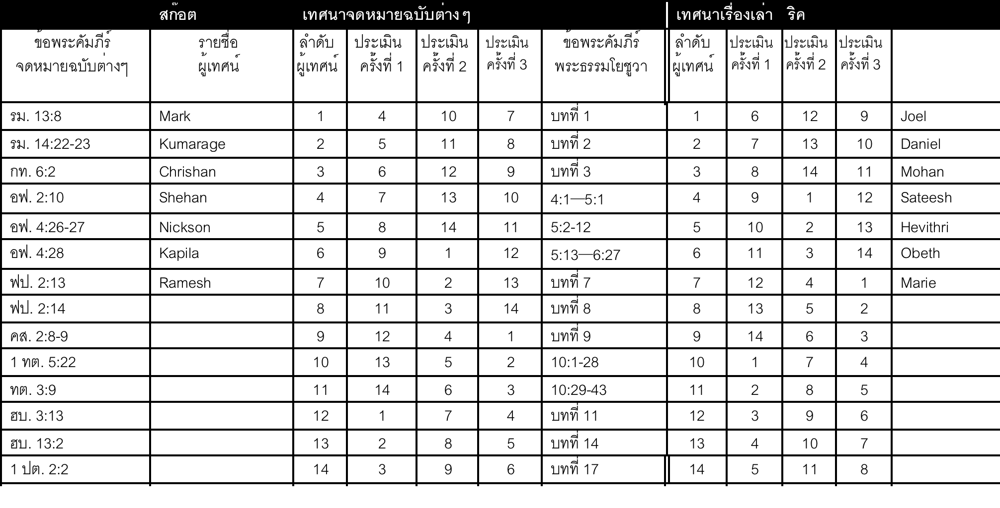 สก๊อต เทศนาจดหมายฉบับต่างๆ เทศนาเรื่องเล่า ริค
ข้อพระคัมภีร์ รายชื่อ ลำดับ ประเมิน ประเมิน ประเมิน ข้อพระคัมภีร์ ลำดับ ประเมิน ประเมิน ประเมิน
จดหมายฉบับต่างๆ ผู้เทศน์ ผู้เทศน์ ครั้งที่ 1 ครั้งที่ 2 ครั้งที่ 3 พระธรรมโยชูวา ผู้เทศน์ ครั้งที่ 1 ครั้งที่ 2 ครั้งที่ 3
รม. 13:8 Mark 1 4 10 7 บทที่ 1 1 6 12 9 Joel
รม. 14:22-23 Kumarage 2 5 11 8 บทที่ 2 2 7 13 10 Daniel
กท. 6:2 Chrishan 3 6 12 9 บทที่ 3 3 8 14 11 Mohan
อฟ. 2:10 Shehan 4 7 13 10 4:1—5:1 4 9 1 12 Sateesh
อฟ. 4:26-27 Nickson 5 8 14 11 5:2-12 5 10 2 13 Hevithri
อฟ. 4:28 Kapila 6 9 1 12 5:13—6:27 6 11 3 14 Obeth
ฟป. 2:13 Ramesh 7 10 2 13 บทที่ 7 7 12 4 1 Marie
ฟป. 2:14 8 11 3 14 บทที่ 8 8 13 5 2
คส. 2:8-9 9 12 4 1 บทที่ 9 9 14 6 3
1 ทต. 5:22 10 13 5 2 10:1-28 10 1 7 4
ทต. 3:9 11 14 6 3 10:29-43 11 2 8 5
ฮบ. 3:13 12 1 7 4 บทที่ 11 12 3 9 6
ฮบ. 13:2 13 2 8 5 บทที่ 14 13 4 10 7
1 ปต. 2:2 14 3 9 6 บทที่ 17 14 5 11 8